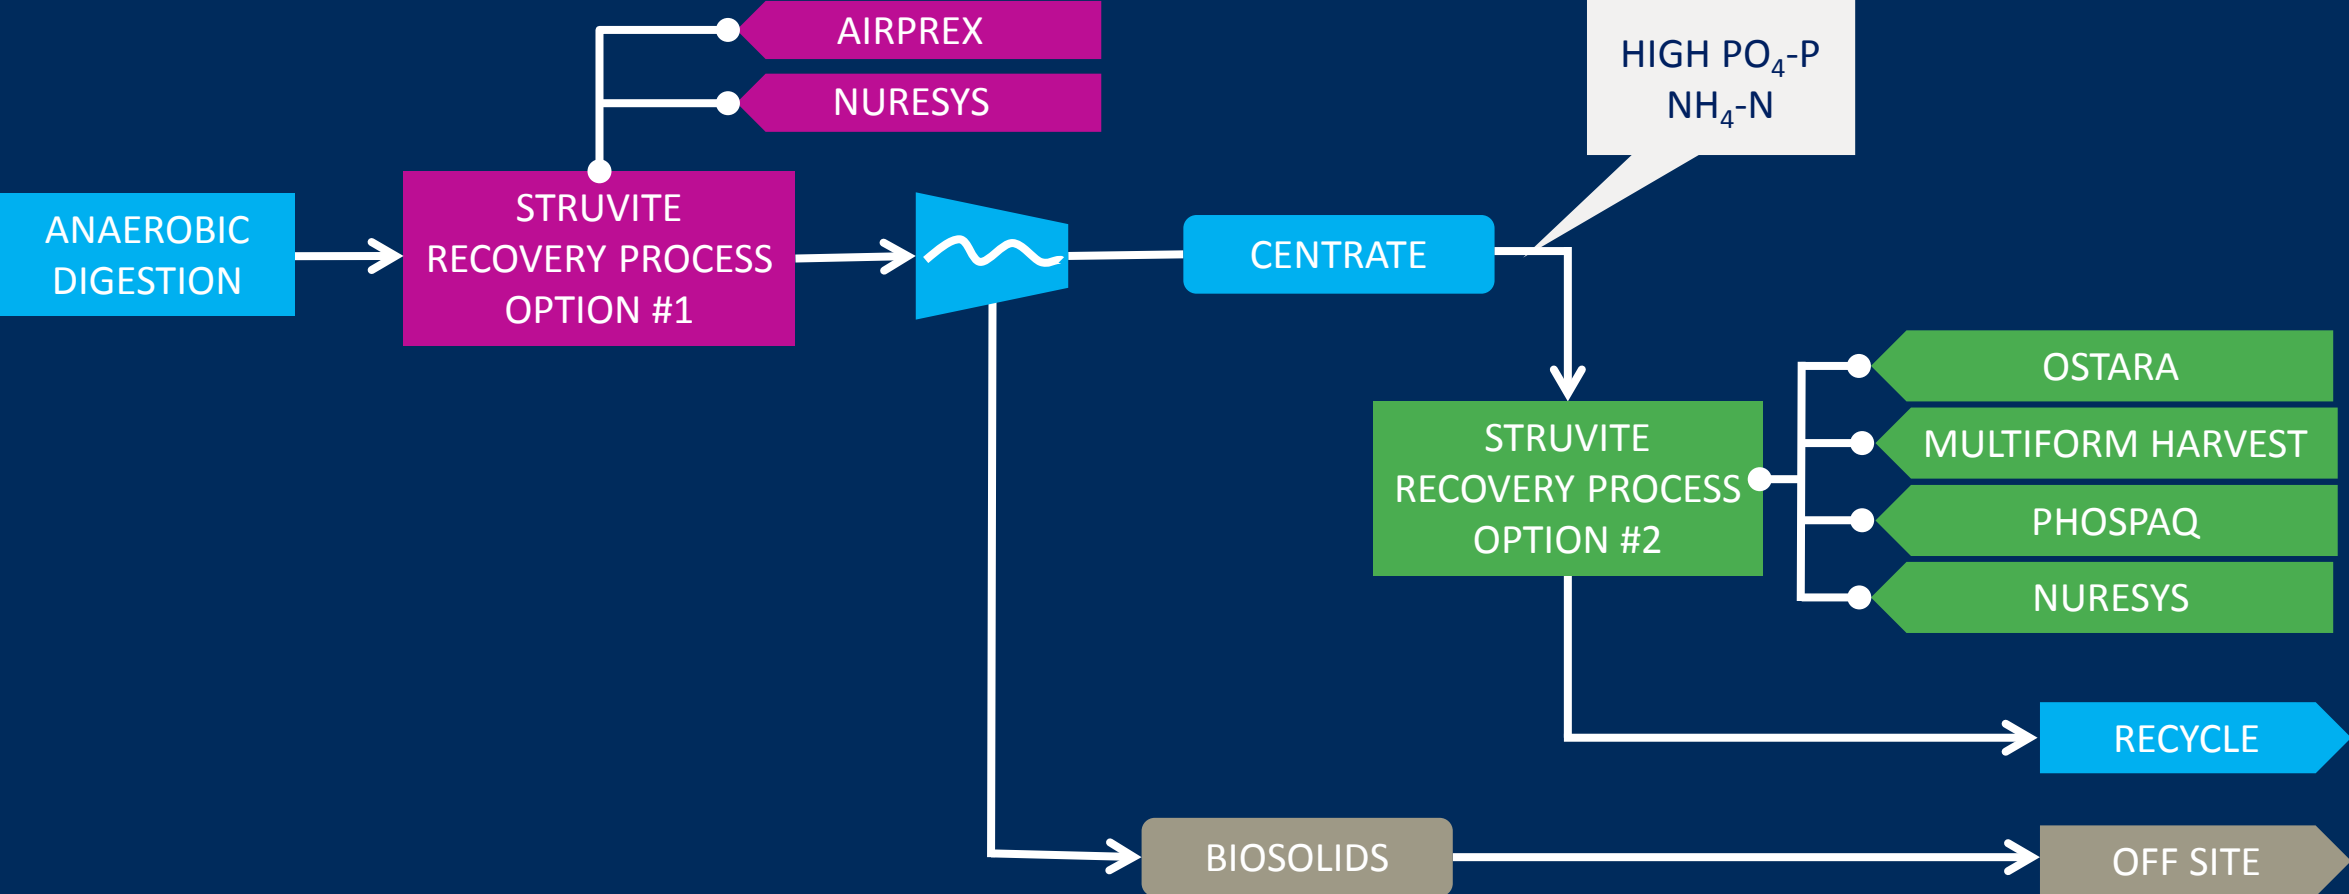 AIRPREX
NURESYS
HIGH PO₄-P
NH₄-N
ANAEROBIC
DIGESTION
STRUVITE
RECOVERY PROCESS
OPTION #1
CENTRATE
STRUVITE
RECOVERY PROCESS
OPTION #2
OSTARA
MULTIFORM HARVEST
PHOSPAQ
NURESYS
RECYCLE
BIOSOLIDS
OFF SITE